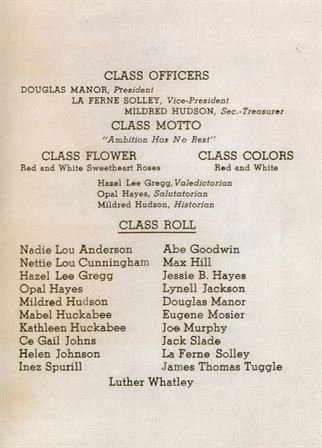 CLASS OFFICERS
DOUGLAS MANOR, President
LA FERNE SOLLEY, Vice-President
MILDRED HUDSON, Sec.-Treasurer
CLASS MOTTO
"Ambition Has No Rest"
CLASS FLOWER CLASS COLORS
Red and White Sweetheart Roses Red and White
Hazel Lee Gregg, Valedictorian
Opal Hayes, Salutatorian
Mildred Hudson, Historian
CLASS ROLL
Nadie Lou Anderson Abe Goodwin
Nettie Lou Cunningham Max Hill
Hazel Lee Gregg Jessie B. Hayes
Opal Hayes Lynell Jackson
Mildred Hudson Douglas Manor
Mabel Huckabee Eugene Mosier
Kathleen Huckabee Joe Murphy
Ce Gail Johns Jack Slade
Helen Johnson La Ferne Solley
Inez Spurill James Thomas Tuggle
Luther Whatley